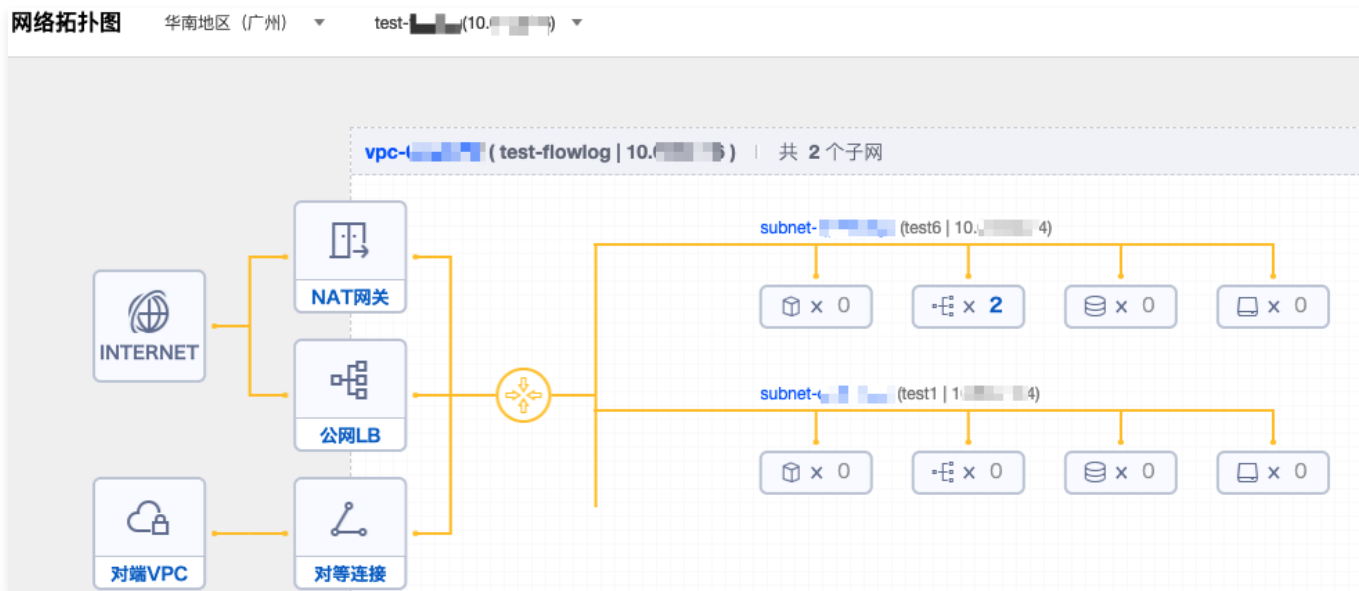 网络拓扑图 华南地区（广州） test- (10. )
vpc- ( test-flowlog | 10. ) 共 2 个子网
subnet- (test6 | 10. 4)
NAT网关
x 0 x 2 x 0 x 0
INTERNET
subnet- (test1 | 1 4)
公网LB
x 0 x 0 x 0 x 0
对端VPC
对等连接